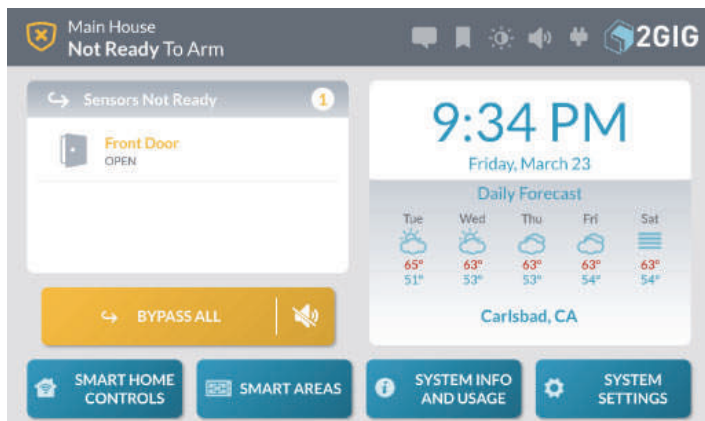 Main House
Not Ready To Arm
2GIG
Sensors Not Ready 1
Front Door
OPEN
BYPASS ALL
9:34 PM
Friday, March 23
Daily Forecast
Tue Wed Thu Fri Sat
65° 63° 63° 63° 63°
51° 53° 53° 54° 54°
Carlsbad, CA
SMART HOME
CONTROLS
SMART AREAS
SYSTEM INFO
AND USAGE
SYSTEM
SETTINGS